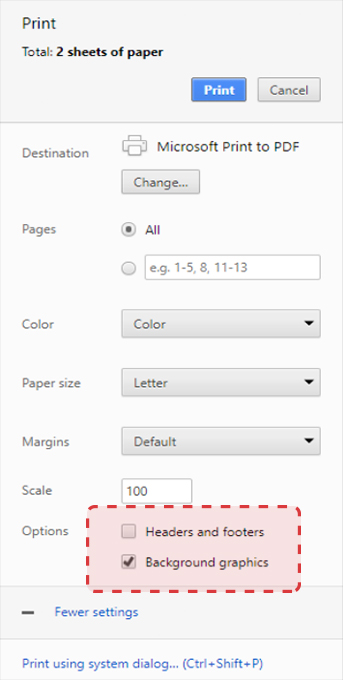 Print
Total: 2 sheets of paper
Print Cancel
Destination Microsoft Print to PDF
Change...
Pages All
e.g. 1-5, 8, 11-13
Color Color
Paper size Letter
Margins Default
Scale 100
Options Headers and footers
Background graphics
Fewer settings
Print using system dialog... (Ctrl+Shift+P)